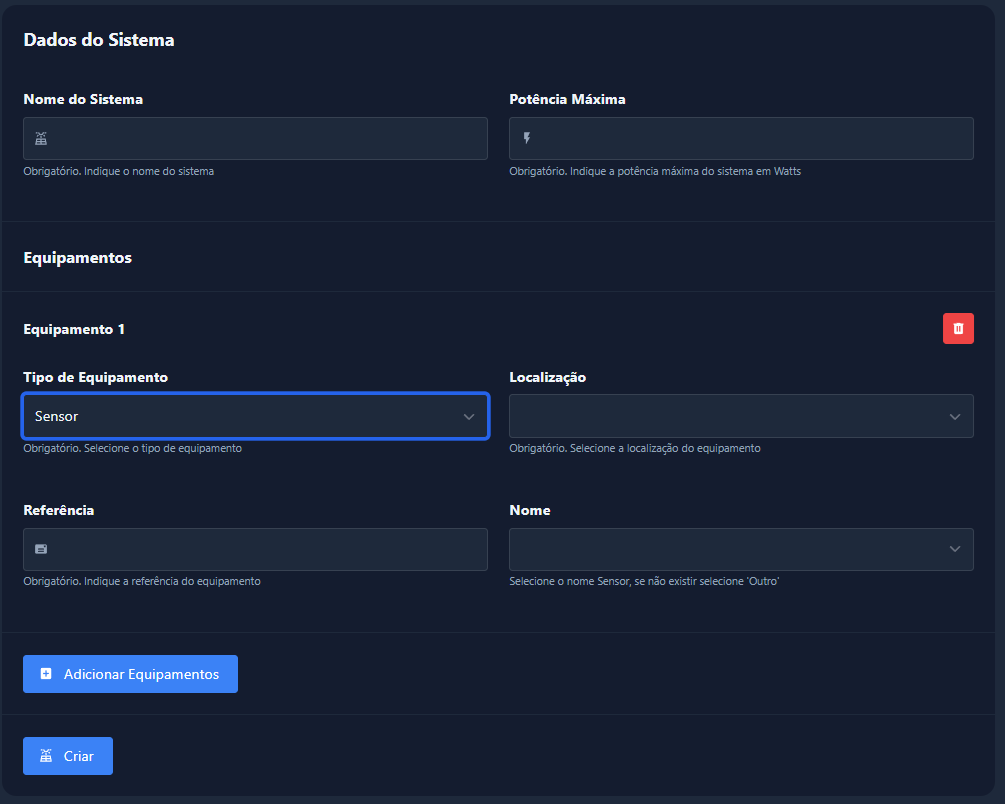 Dados do Sistema
Nome do Sistema
Potência Máxima
Obrigatório. Indique o nome do sistema
Obrigatório. Indique a potência máxima do sistema em Watts
Equipamentos
Equipamento 1
Tipo de Equipamento
Localização
Sensor
Obrigatório. Selecione o tipo de equipamento
Obrigatório. Selecione a localização do equipamento
Referência
Nome
Obrigatório. Indique a referência do equipamento
Selecione o nome Sensor, se não existir selecione 'Outro'
Adicionar Equipamentos
Criar